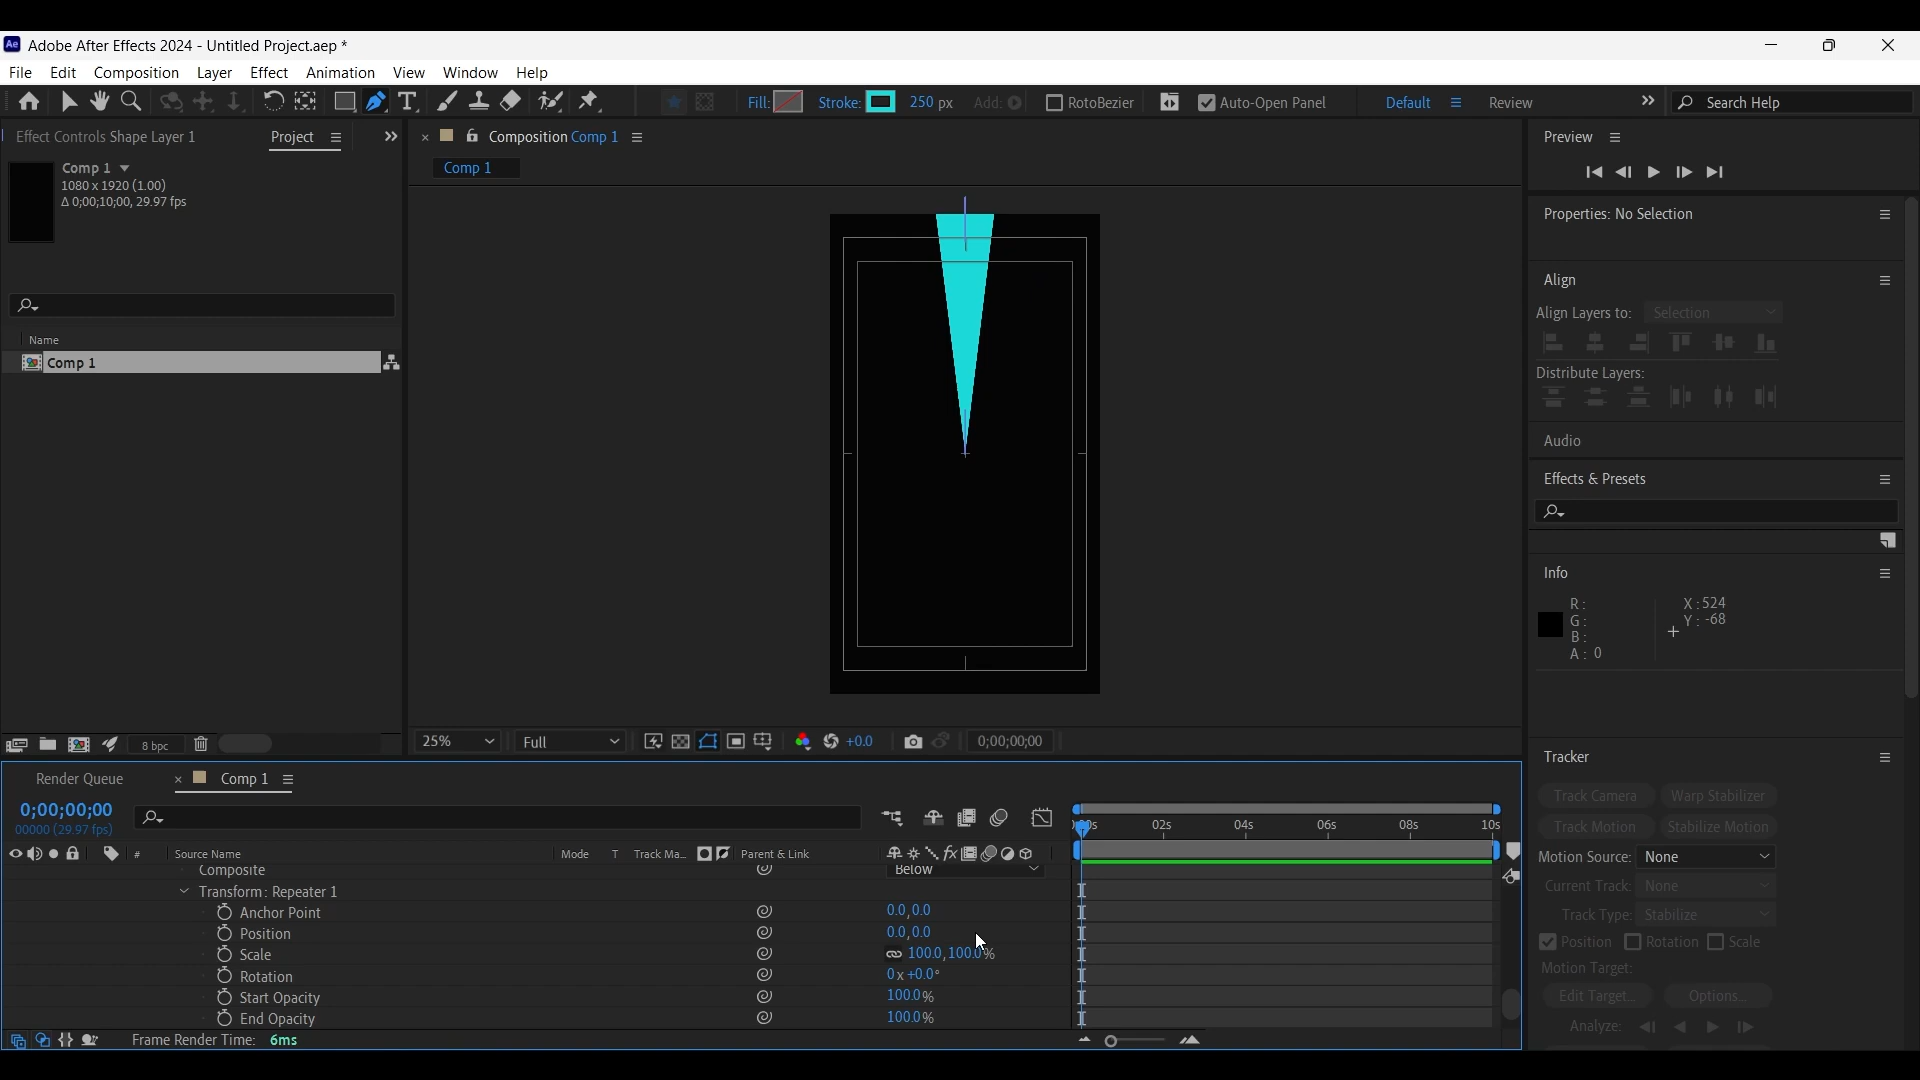 Ae Adobe After Effects 2024 - Untitled Project.aep *
File Edit Composition Layer Effect Animation View Window Help
Fill: Stroke: 250 px Add: RotoBezier Auto-Open Panel Default Review Search Help
Effect Controls Shape Layer 1 Project
Comp 1
1080 x 1920 (1.00)
Δ 0;00;10;00, 29.97 fps
Name
Comp 1
8 bpc
Composition Comp 1
Comp 1
25% Full +0.0 0;00;00;00
Preview
Properties: No Selection
Align
Align Layers to: Selection
Distribute Layers:
Audio
Effects & Presets
Info
R: X: 524
G: Y: -68
B:
A: 0
Tracker
Track Camera Warp Stabilizer
Track Motion Stabilize Motion
Motion Source: None
Current Track: None
Track Type: Stabilize
Position Rotation Scale
Motion Target:
Edit Target... Options...
Analyze:
Render Queue Comp 1
0;00;00;00
00000 (29.97 fps)
02s 04s 06s 08s 10s
# Source Name Mode T Track Ma... Parent & Link fx
Composite Below
Transform: Repeater 1
Anchor Point 0.0, 0.0
Position 0.0, 0.0
Scale 100.0, 100.0%
Rotation 0 x +0.0°
Start Opacity 100.0%
End Opacity 100.0%
Frame Render Time: 6ms